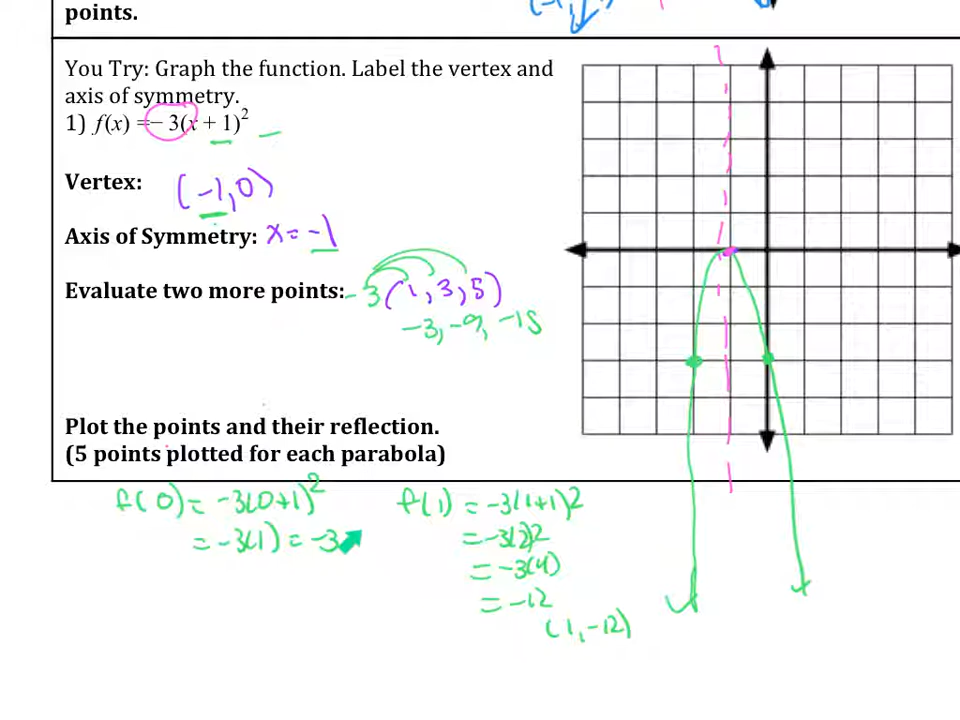 points.
You Try: Graph the function. Label the vertex and
axis of symmetry.
1) f(x) = − 3(x + 1)²
Vertex: (-1,0)
Axis of Symmetry: x = -1
Evaluate two more points: -3(1,3,5)
-3,-9,-15
Plot the points and their reflection.
(5 points plotted for each parabola)
f(0) = -3(0+1)²
= -3(1) = -3
f(1) = -3(1+1)2
= -3(2)2
= -3(4)
= -12
(1,-12)